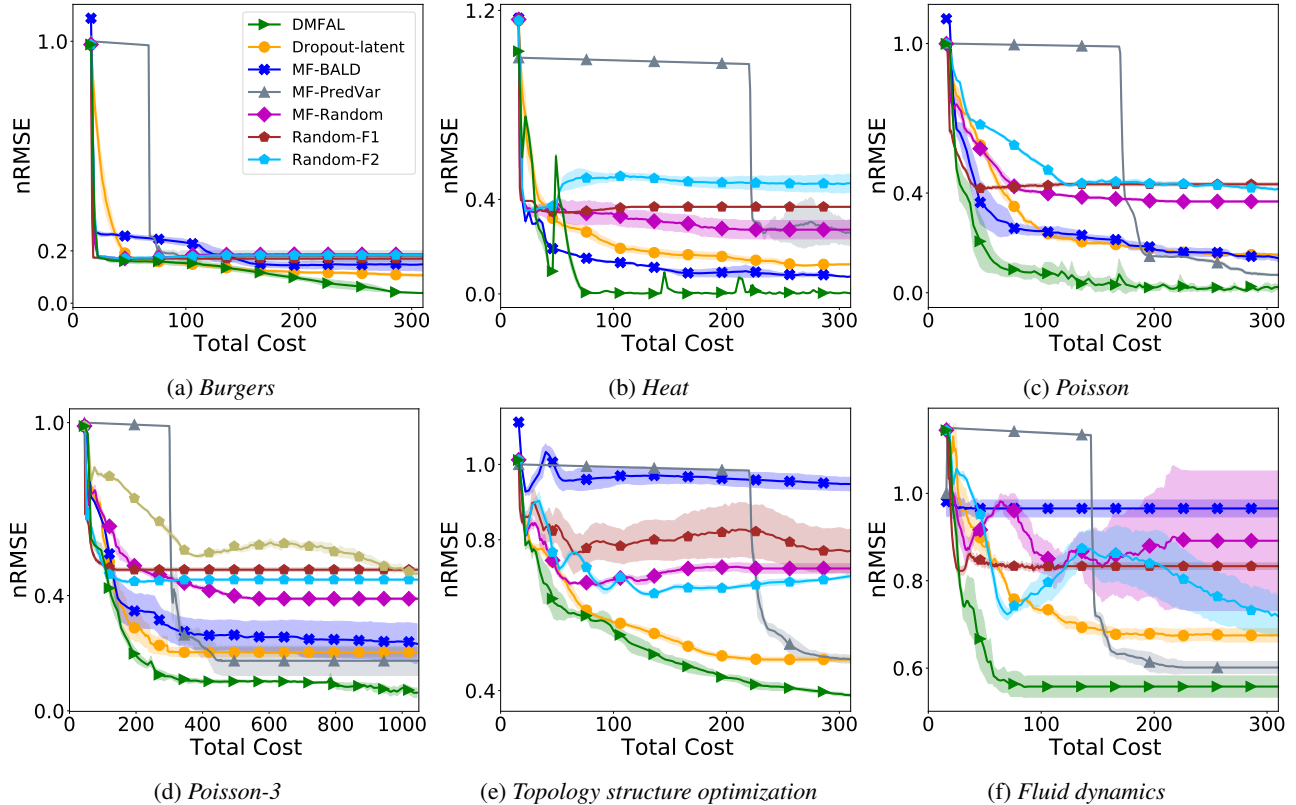 nRMSE
1.0
0.2
0.0
0
100
200
300
Total Cost
DMFAL
Dropout-latent
MF-BALD
MF-PredVar
MF-Random
Random-F1
Random-F2
(a) Burgers
nRMSE
1.2
0.4
0.0
0
100
200
300
Total Cost
(b) Heat
nRMSE
1.0
0.4
0.0
0
100
200
300
Total Cost
(c) Poisson
nRMSE
1.0
0.4
0.0
0
200
400
600
800
1000
Total Cost
(d) Poisson-3
nRMSE
1.0
0.8
0.4
0
100
200
300
Total Cost
(e) Topology structure optimization
nRMSE
1.0
0.8
0.6
0
100
200
300
Total Cost
(f) Fluid dynamics